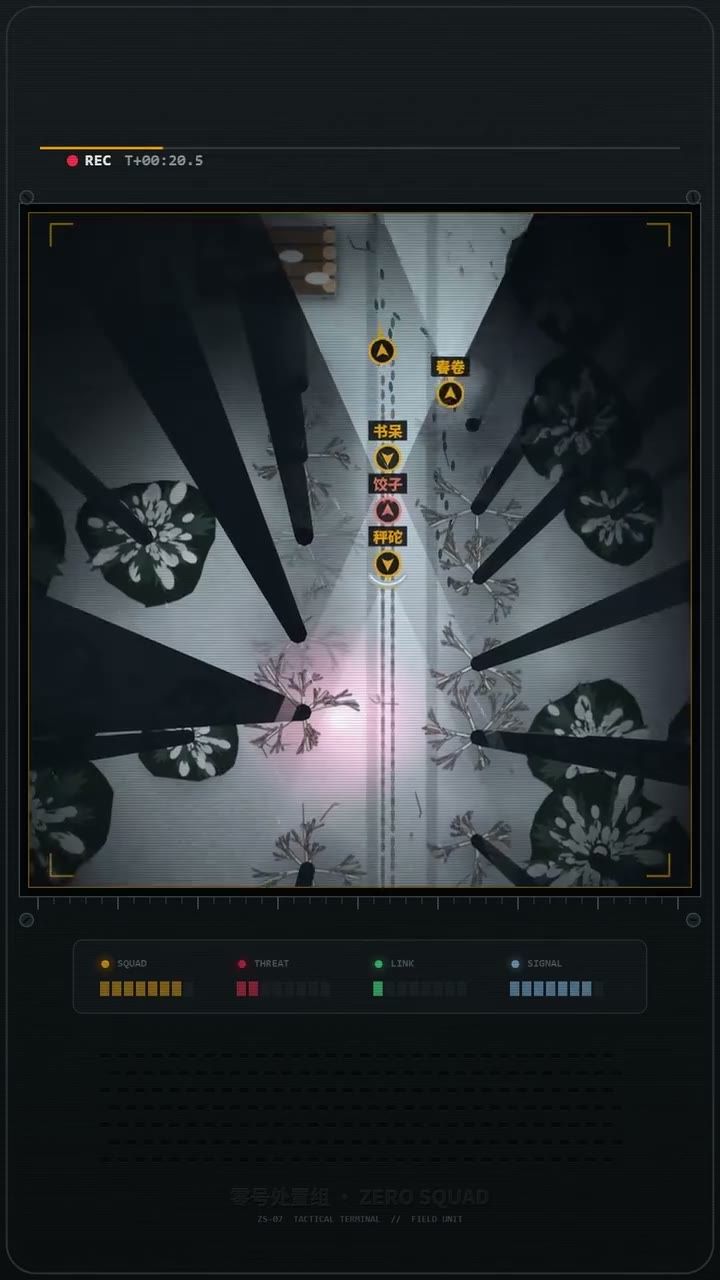 REC T+00:20.5
春卷
书呆
饺子
秤砣
SQUAD THREAT LINK SIGNAL
零号处置组 · ZERO SQUAD
ZS-07 TACTICAL TERMINAL // FIELD UNIT